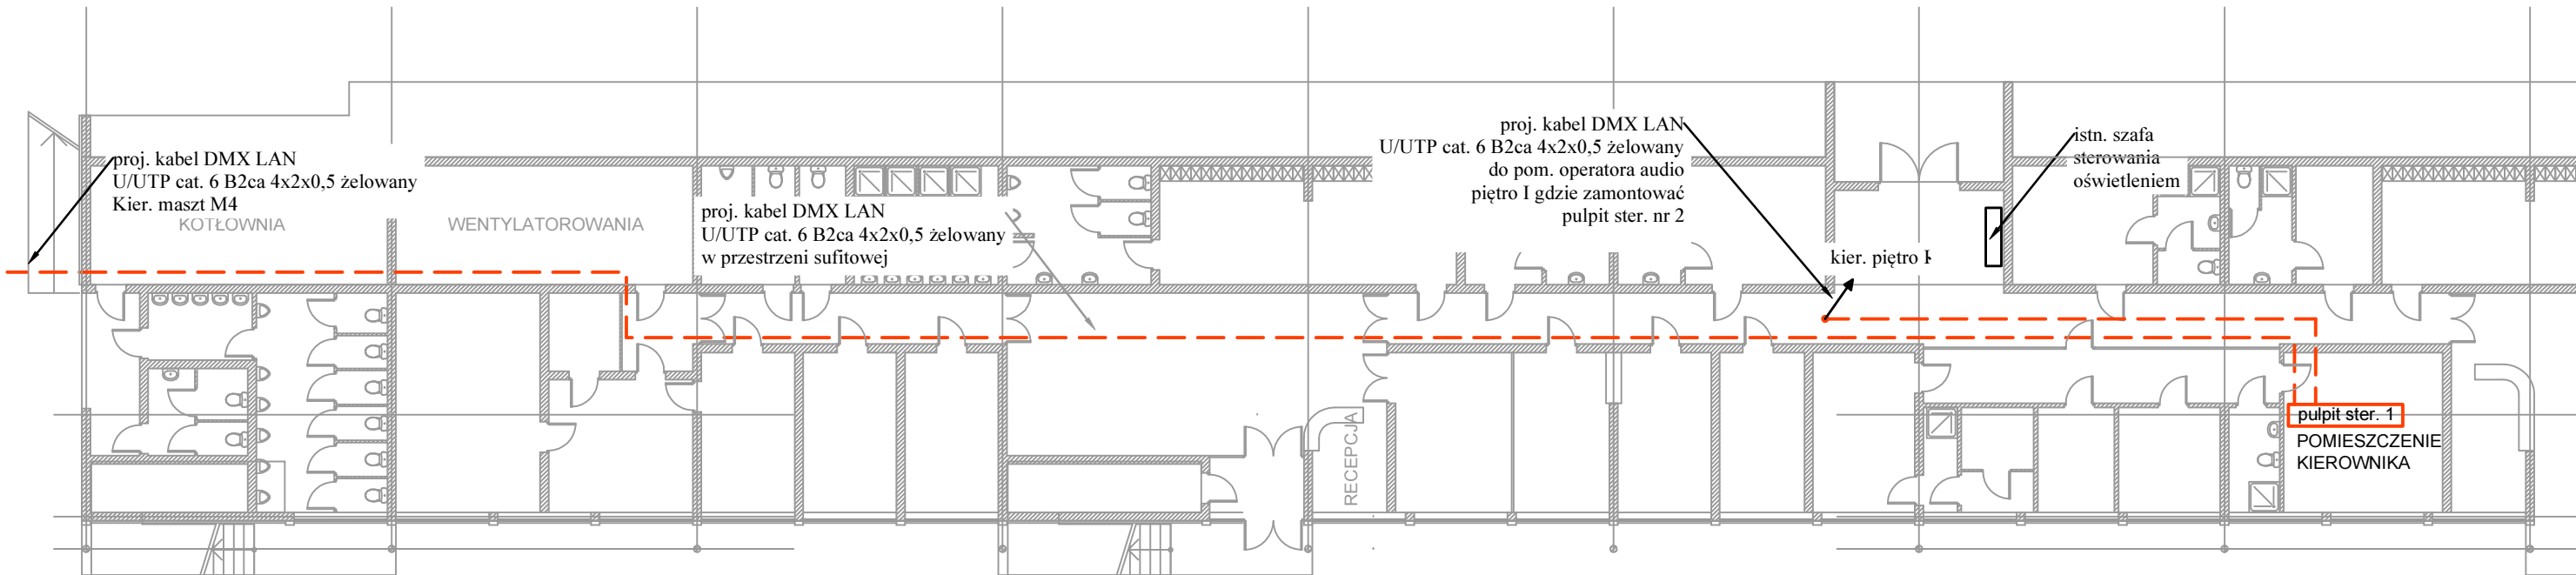 proj. kabel DMX LAN
U/UTP cat. 6 B2ca 4x2x0,5 żelowany
Kier. maszt M4
KOTŁOWNIA
WENTYLATOROWANIA
proj. kabel DMX LAN
U/UTP cat. 6 B2ca 4x2x0,5 żelowany
w przestrzeni sufitowej
proj. kabel DMX LAN
U/UTP cat. 6 B2ca 4x2x0,5 żelowany
do pom. operatora audio
piętro I gdzie zamontować
pulpit ster. nr 2
kier. piętro I
istn. szafa
sterowania
oświetleniem
RECEPCJA
pulpit ster. 1
POMIESZCZENIE
KIEROWNIKA